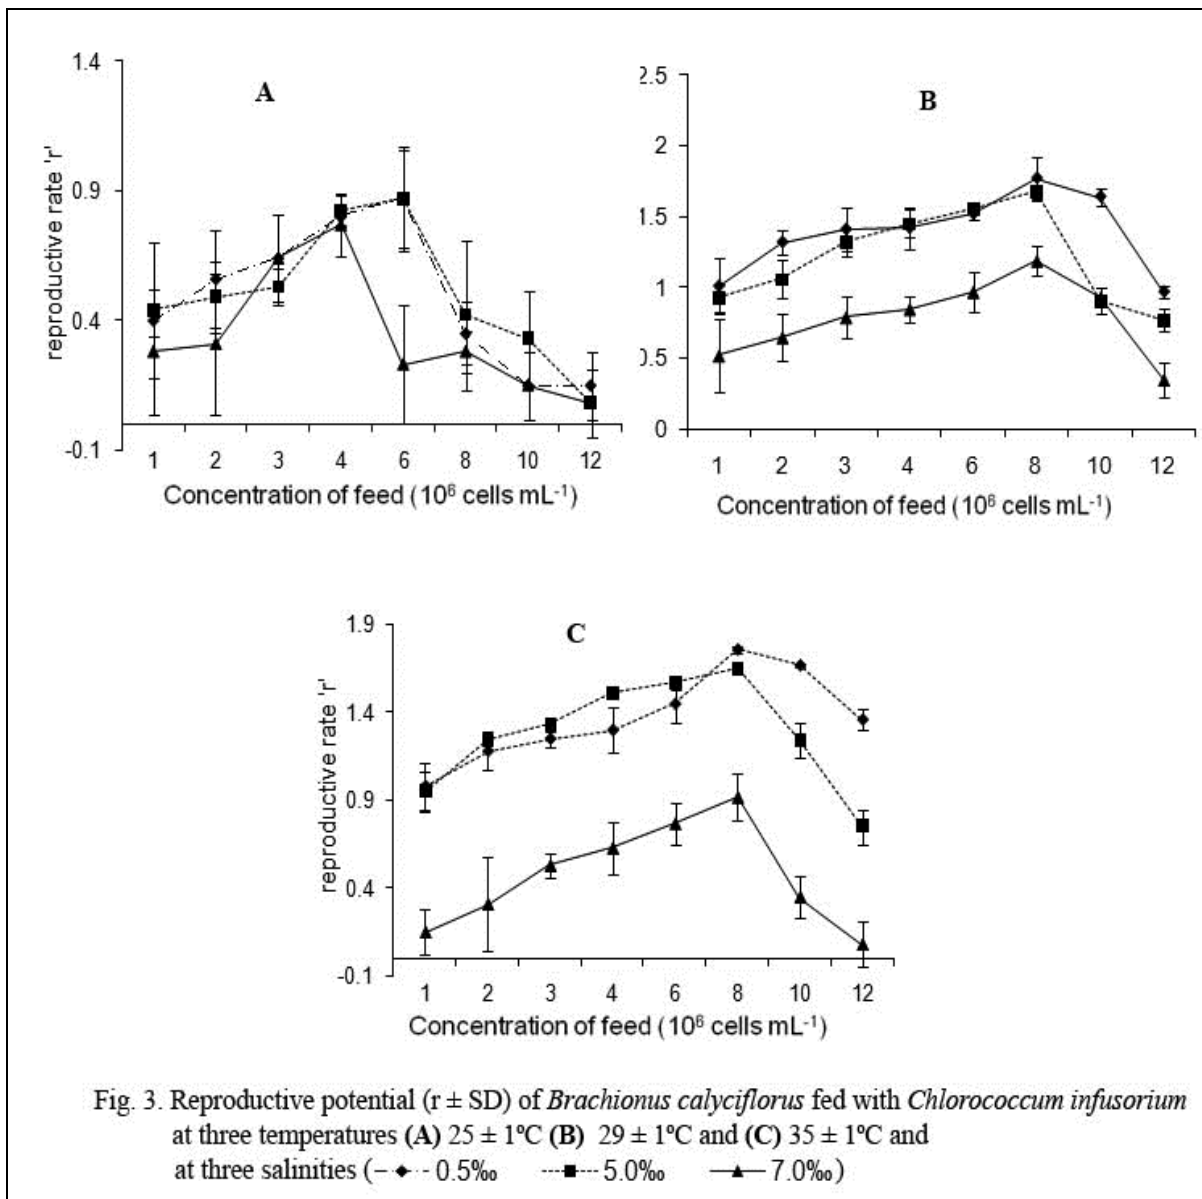 A
1.4
0.9
0.4
-0.1
reproductive rate 'r'
1 2 3 4 6 8 10 12
Concentration of feed (10⁶ cells mL⁻¹)
B
2.5
2
1.5
1
0.5
0
1 2 3 4 6 8 10 12
Concentration of feed (10⁶ cells mL⁻¹)
C
1.9
1.4
0.9
0.4
-0.1
reproductive rate 'r'
1 2 3 4 6 8 10 12
Concentration of feed (10⁶ cells mL⁻¹)
Fig. 3. Reproductive potential (r ± SD) of Brachionus calyciflorus fed with Chlorococcum infusorium
at three temperatures (A) 25 ± 1ºC (B) 29 ± 1ºC and (C) 35 ± 1ºC and
at three salinities ( 0.5‰ 5.0‰ 7.0‰)